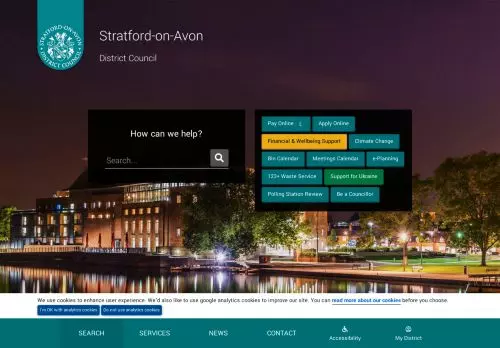 STRATFORD-ON-AVON
DISTRICT COUNCIL
Stratford-on-Avon
District Council
How can we help?
Search...
Pay Online
Apply Online
Financial & Wellbeing Support
Climate Change
Bin Calendar
Meetings Calendar
e-Planning
123+ Waste Service
Support for Ukraine
Polling Station Review
Be a Councillor
We use cookies to enhance user experience. We'd also like to use google analytics cookies to improve our site. You can read more about our cookies before you choose.
I'm OK with analytics cookies
Do not use analytics cookies
SEARCH
SERVICES
NEWS
CONTACT
Accessibility
My District